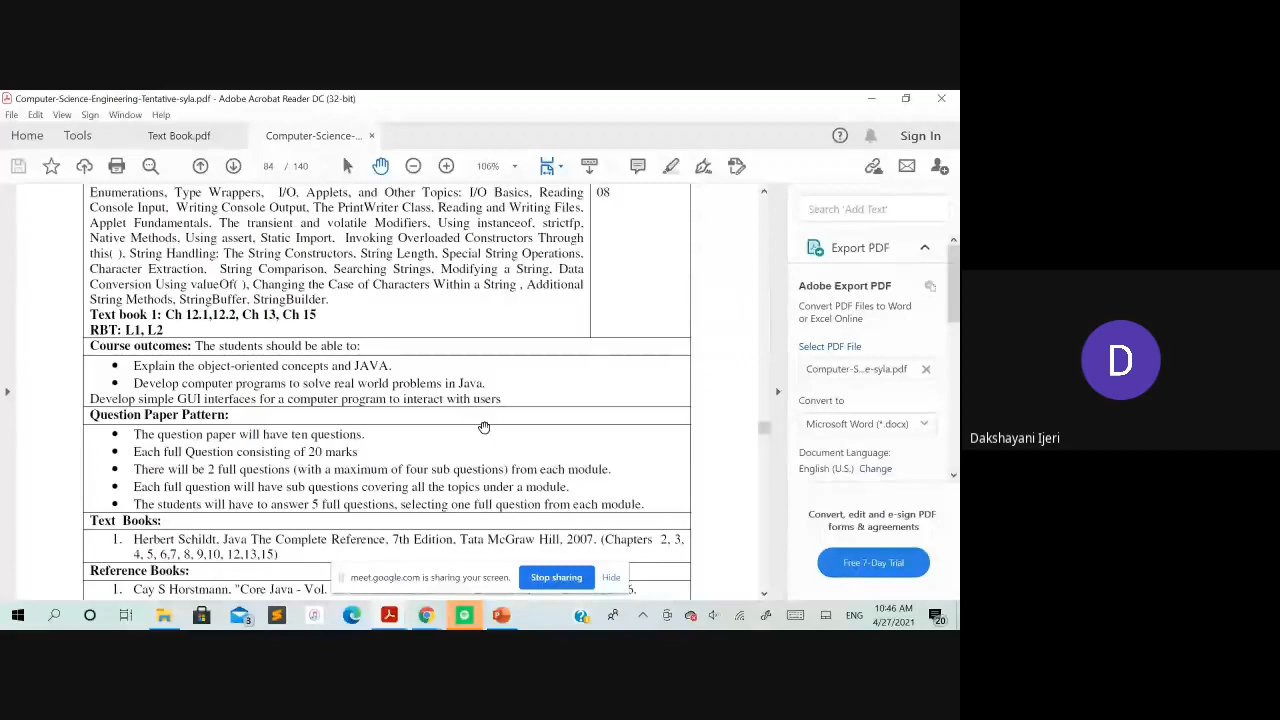 Computer-Science-Engineering-Tentative-syla.pdf - Adobe Acrobat Reader DC (32-bit)
File Edit View Sign Window Help
Home Tools Text Book.pdf Computer-Science-... × Sign In
84 / 140 106%
Enumerations, Type Wrappers, I/O, Applets, and Other Topics: I/O Basics, Reading 08
Console Input, Writing Console Output, The PrintWriter Class, Reading and Writing Files,
Applet Fundamentals, The transient and volatile Modifiers, Using instanceof, strictfp,
Native Methods, Using assert, Static Import, Invoking Overloaded Constructors Through
this( ), String Handling: The String Constructors, String Length, Special String Operations,
Character Extraction, String Comparison, Searching Strings, Modifying a String, Data
Conversion Using valueOf( ), Changing the Case of Characters Within a String , Additional
String Methods, StringBuffer, StringBuilder.
Text book 1: Ch 12.1,12.2, Ch 13, Ch 15
RBT: L1, L2
Course outcomes: The students should be able to:
• Explain the object-oriented concepts and JAVA.
• Develop computer programs to solve real world problems in Java.
Develop simple GUI interfaces for a computer program to interact with users
Question Paper Pattern:
• The question paper will have ten questions.
• Each full Question consisting of 20 marks
• There will be 2 full questions (with a maximum of four sub questions) from each module.
• Each full question will have sub questions covering all the topics under a module.
• The students will have to answer 5 full questions, selecting one full question from each module.
Text Books:
1. Herbert Schildt, Java The Complete Reference, 7th Edition, Tata McGraw Hill, 2007. (Chapters 2, 3,
4, 5, 6,7, 8, 9,10, 12,13,15)
Reference Books:
1. Cay S Horstmann, "Core Java - Vol.
meet.google.com is sharing your screen. Stop sharing Hide
Search 'Add Text'
Export PDF
Adobe Export PDF
Convert PDF Files to Word
or Excel Online
Select PDF File
Computer-S...e-syla.pdf ×
Convert to
Microsoft Word (*.docx)
Document Language:
English (U.S.) Change
Convert, edit and e-sign PDF
forms & agreements
Free 7-Day Trial
3
ENG
10:46 AM
4/27/2021
20
D
Dakshayani Ijeri